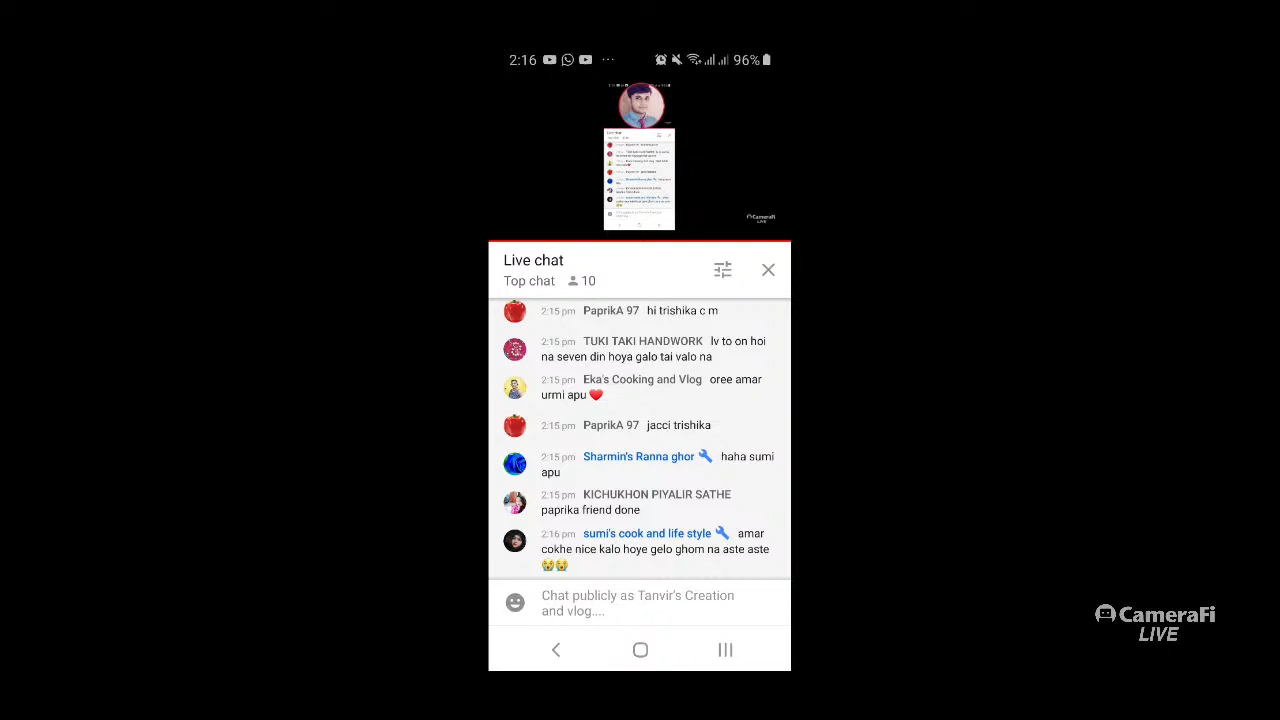 2:16 ... 96%
CameraFi
LIVE
Live chat
Top chat 10
2:15 pm PaprikA 97 hi trishika c m
2:15 pm TUKI TAKI HANDWORK lv to on hoi
na seven din hoya galo tai valo na
2:15 pm Eka's Cooking and Vlog oree amar
urmi apu ❤️
2:15 pm PaprikA 97 jacci trishika
2:15 pm Sharmin's Ranna ghor haha sumi
apu
2:15 pm KICHUKHON PIYALIR SATHE
paprika friend done
2:16 pm sumi's cook and life style amar
cokhe nice kalo hoye gelo ghom na aste aste
😭😭
Chat publicly as Tanvir's Creation
and vlog....
CameraFi
LIVE